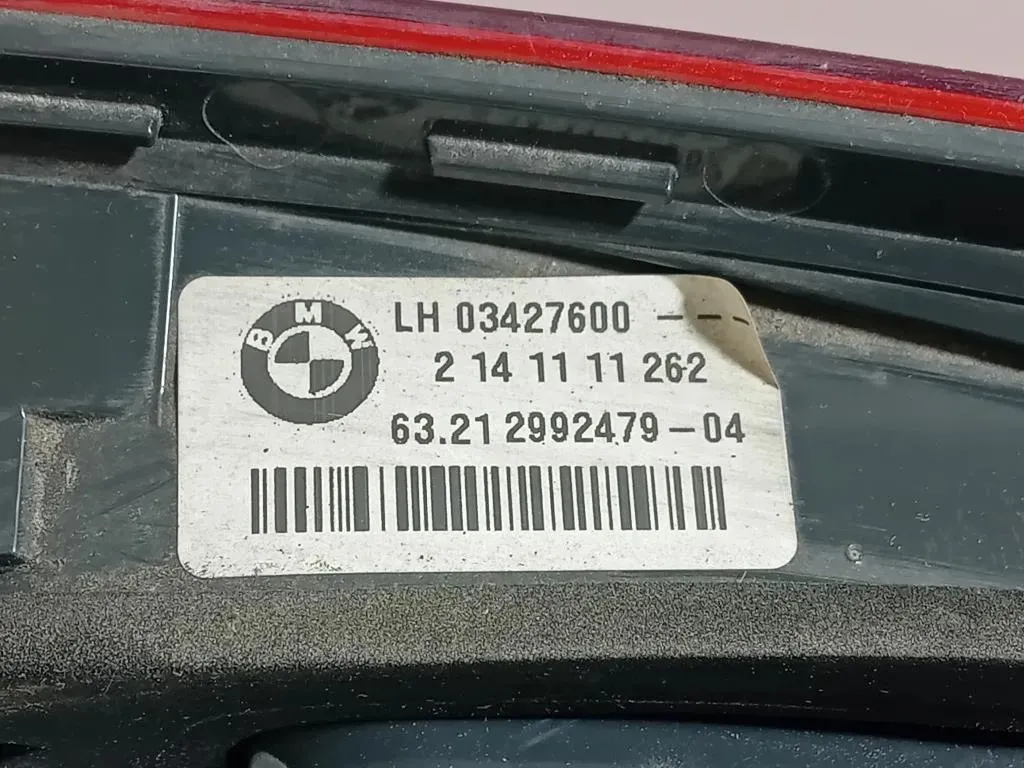 BMW
LH 03427600 ---
2 14 11 11 262
63.21 2992479-04